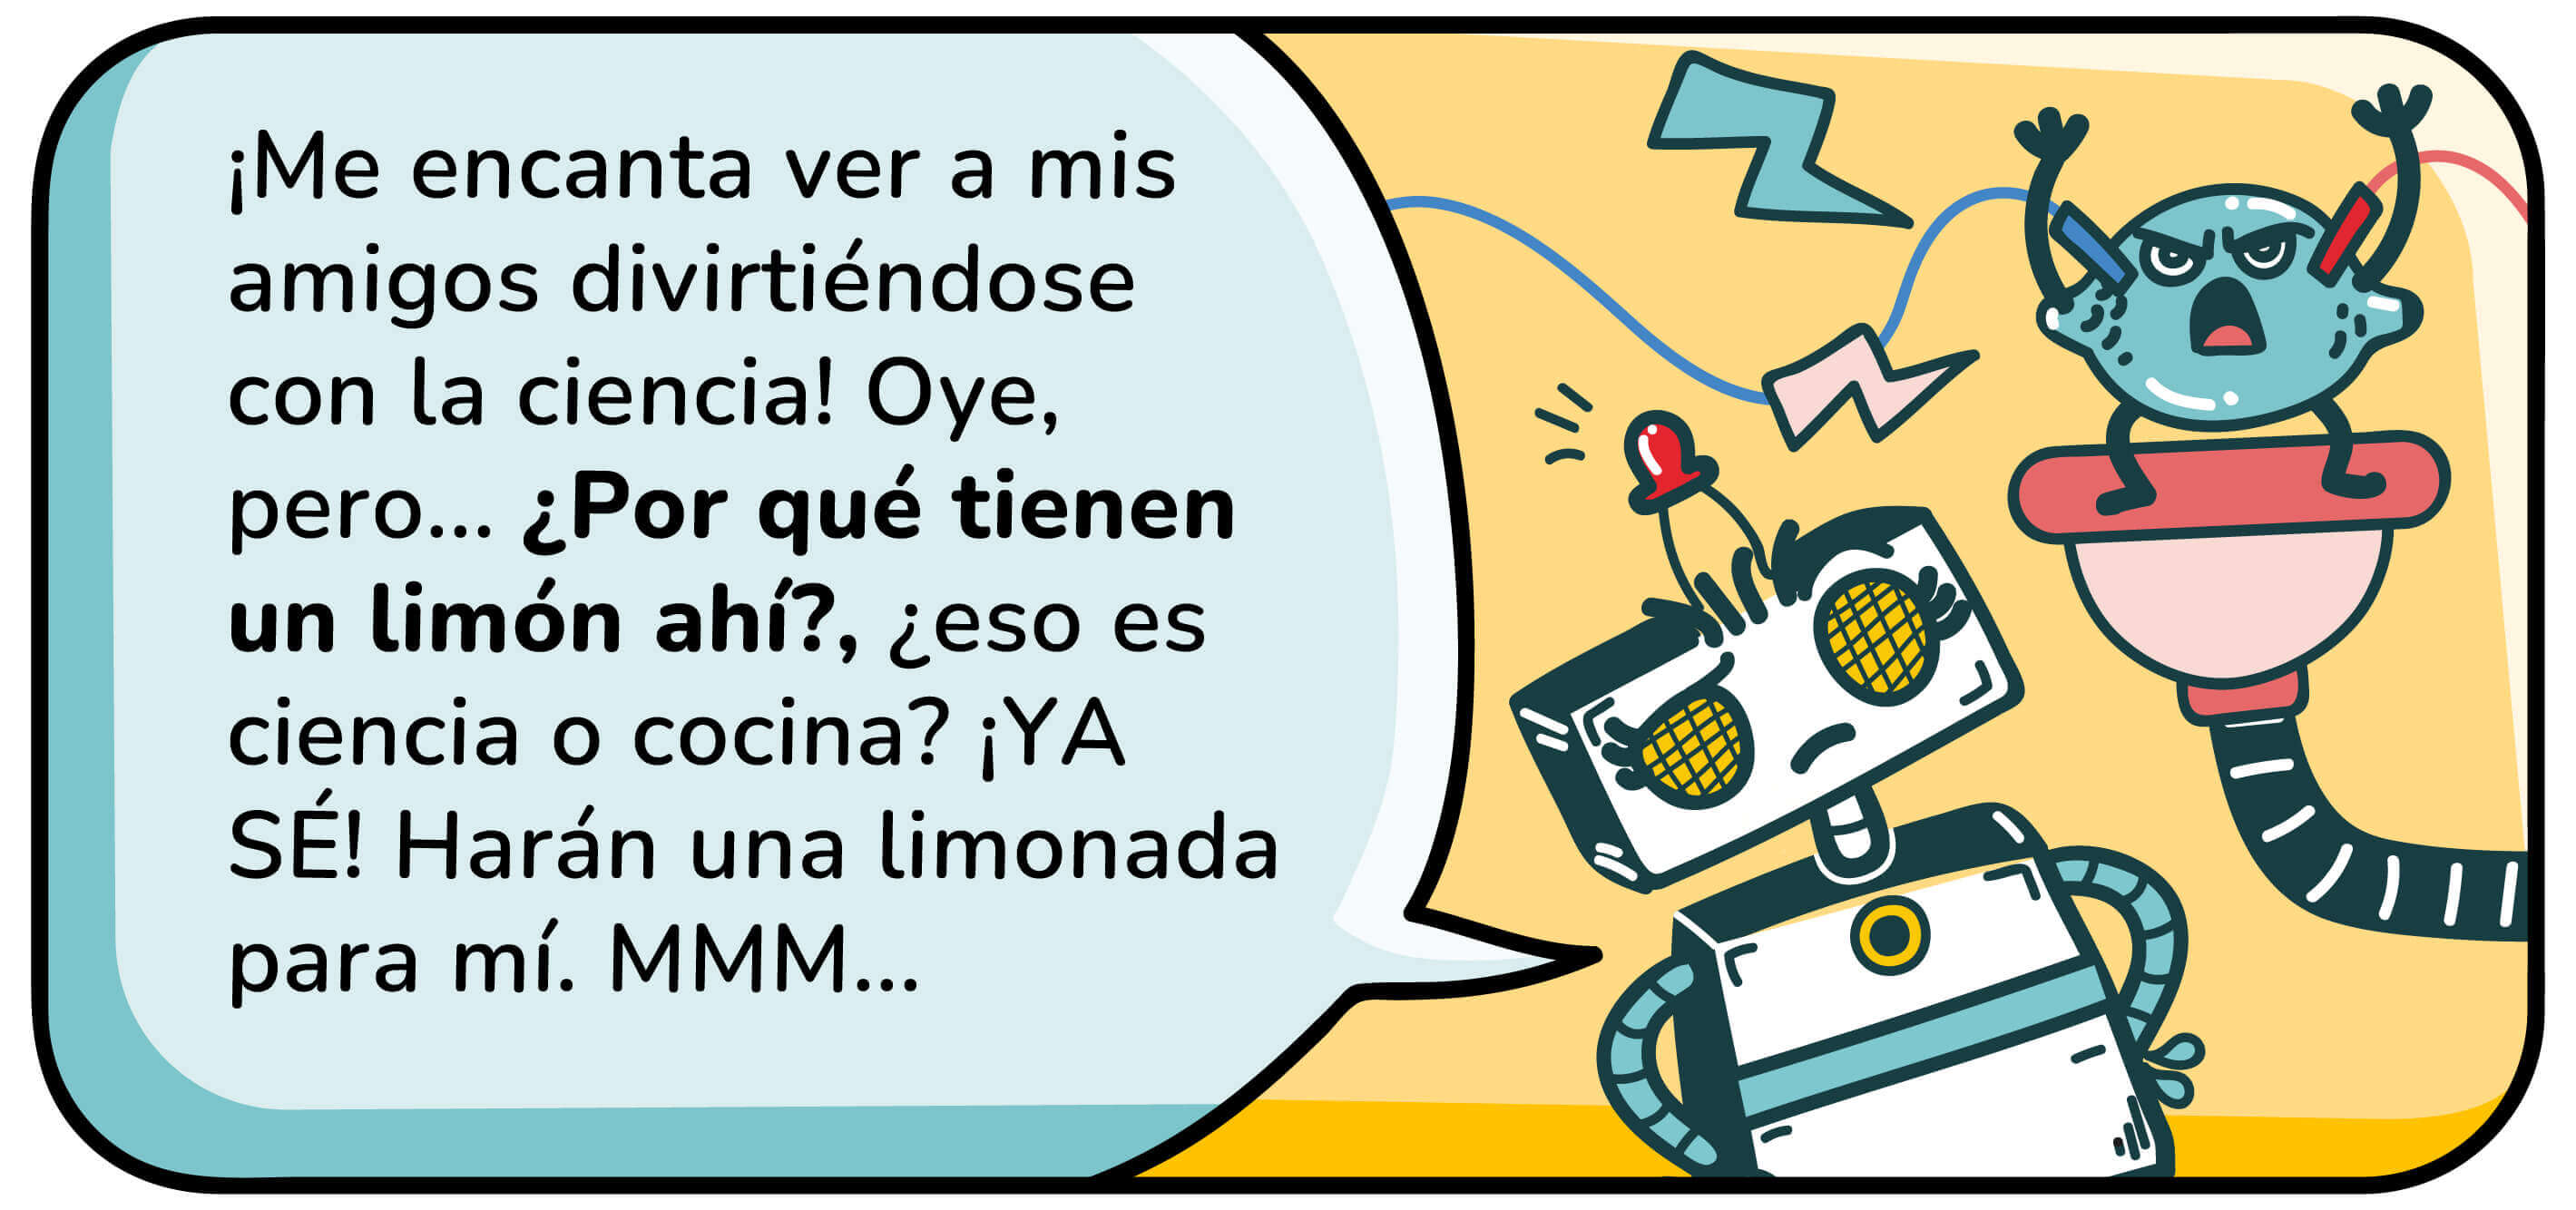 ¡Me encanta ver a mis
amigos divirtiéndose
con la ciencia! Oye,
pero... ¿Por qué tienen
un limón ahí?, ¿eso es
ciencia o cocina? ¡YA
SÉ! Harán una limonada
para mí. MMM...